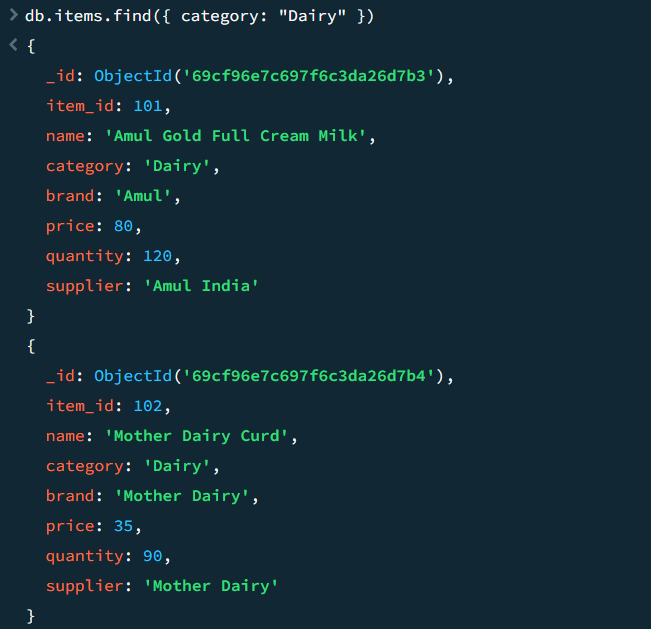 > db.items.find({ category: "Dairy" })
< {
_id: ObjectId('69cf96e7c697f6c3da26d7b3'),
item_id: 101,
name: 'Amul Gold Full Cream Milk',
category: 'Dairy',
brand: 'Amul',
price: 80,
quantity: 120,
supplier: 'Amul India'
}
{
_id: ObjectId('69cf96e7c697f6c3da26d7b4'),
item_id: 102,
name: 'Mother Dairy Curd',
category: 'Dairy',
brand: 'Mother Dairy',
price: 35,
quantity: 90,
supplier: 'Mother Dairy'
}